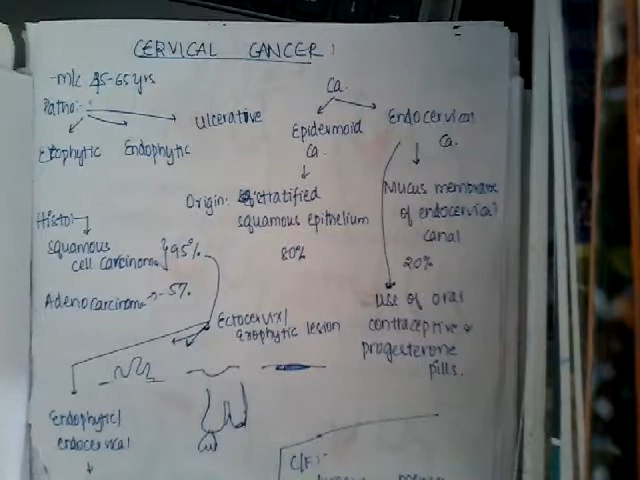 CERVICAL CANCER
-mlc 45-65 yrs
Patho:-
Exophytic
Endophytic
Ulcerative
Ca.
Epidermoid
Ca
Endocervical
Ca.
Origin: stratified
squamous epithelium
80%
Mucus membrane
of endocervical
canal
20%
Use of oral
contraceptive &
progesterone
pills.
Histo:-
squamous
cell carcinoma } 95%
Adenocarcinoma → 5%
Ectocervix/
exophytic lesion
Endophytic/
endocervical
C/F:-